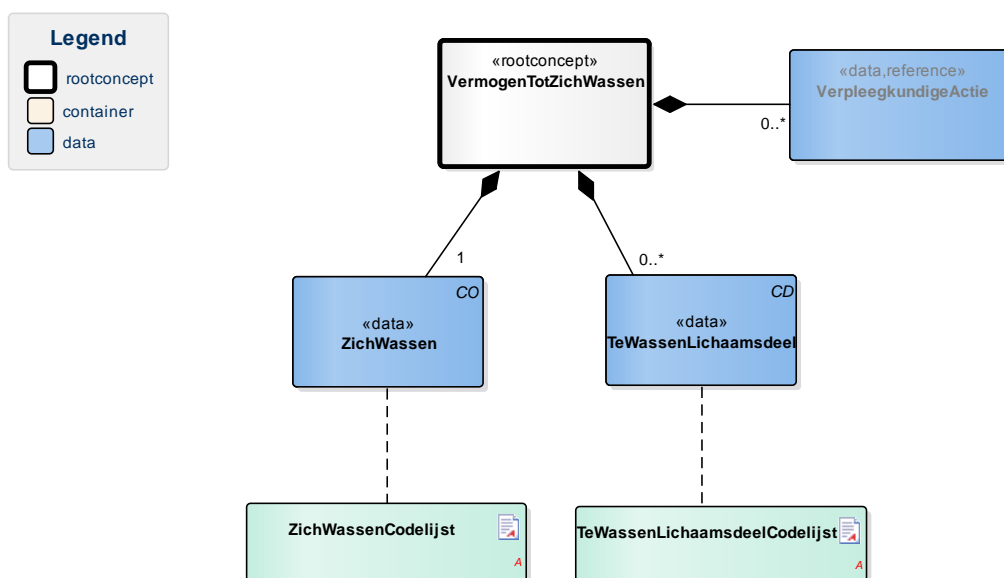 Legend
rootconcept
container
data
«rootconcept»
VermogenTotZichWassen
«data,reference»
VerpleegkundigeActie
0..*
1
0..*
CO
«data»
ZichWassen
CD
«data»
TeWassenLichaamsdeel
ZichWassenCodelijst
A
TeWassenLichaamsdeelCodelijst
A